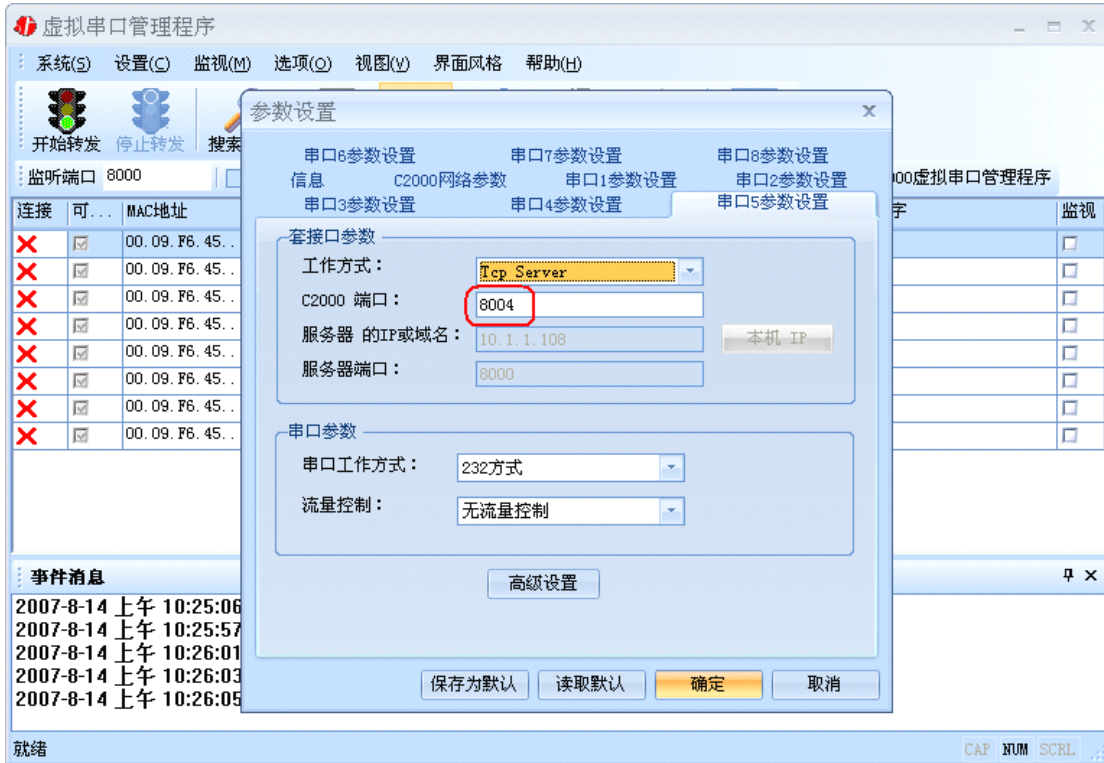 虚拟串口管理程序
系统(S) 设置(C) 监视(M) 选项(O) 视图(V) 界面风格 帮助(H)
开始转发 停止转发 搜索
监听端口 8000
00虚拟串口管理程序
连接 可... MAC地址 字 监视
00.09.F6.45..
00.09.F6.45..
00.09.F6.45..
00.09.F6.45..
00.09.F6.45..
00.09.F6.45..
00.09.F6.45..
00.09.F6.45..
参数设置
串口6参数设置 串口7参数设置 串口8参数设置
信息 C2000网络参数 串口1参数设置 串口2参数设置
串口3参数设置 串口4参数设置 串口5参数设置
套接口参数
工作方式： Tcp Server
C2000 端口： 8004
服务器 的IP或域名： 10.1.1.108 本机 IP
服务器端口： 8000
串口参数
串口工作方式： 232方式
流量控制： 无流量控制
高级设置
保存为默认 读取默认 确定 取消
事件消息
2007-8-14 上午 10:25:06
2007-8-14 上午 10:25:57
2007-8-14 上午 10:26:01
2007-8-14 上午 10:26:03
2007-8-14 上午 10:26:05
就绪 CAP NUM SCRL